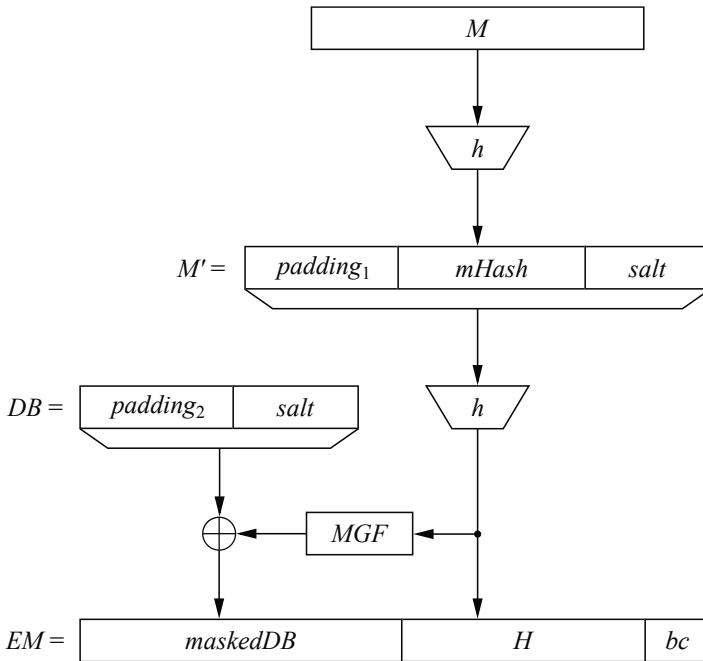 M
h
M' = padding₁ mHash salt
DB = padding₂ salt h
MGF
EM = maskedDB H bc